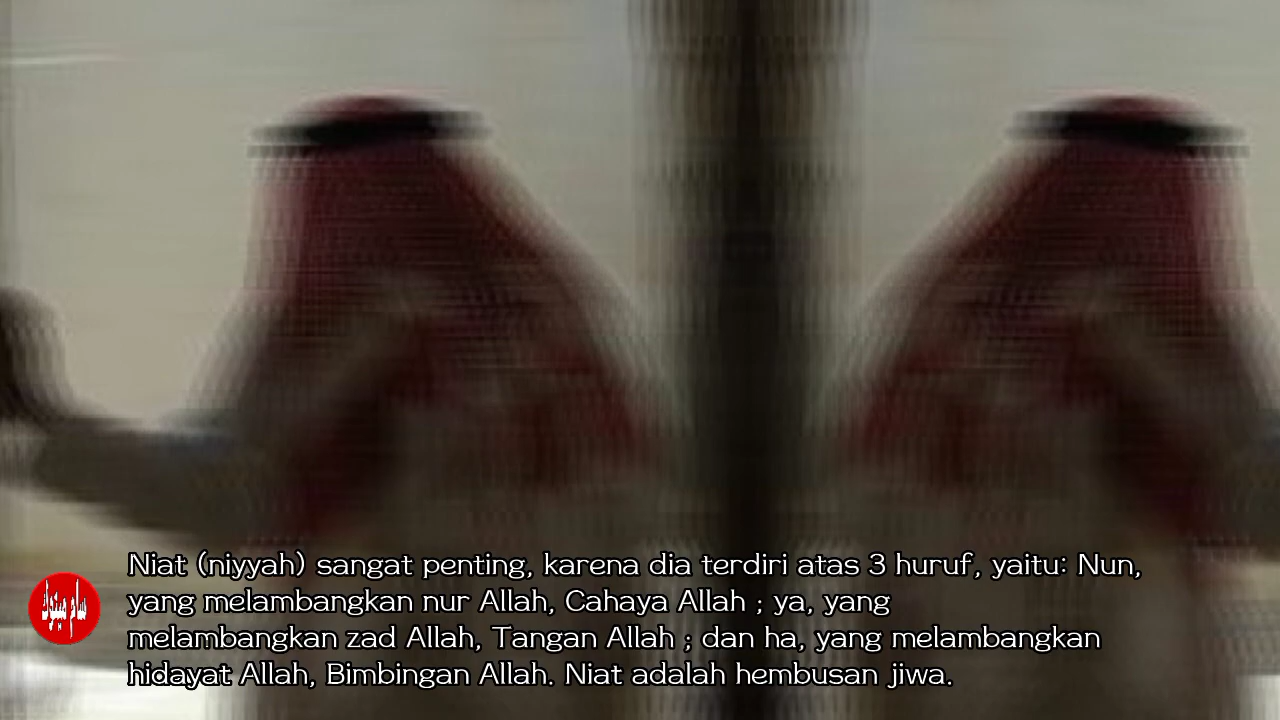 Niat (niyyah) sangat penting, karena dia terdiri atas 3 huruf, yaitu: Nun,
yang melambangkan nur Allah, Cahaya Allah ; ya, yang
melambangkan zad Allah, Tangan Allah ; dan ha, yang melambangkan
hidayat Allah, Bimbingan Allah. Niat adalah hembusan jiwa.